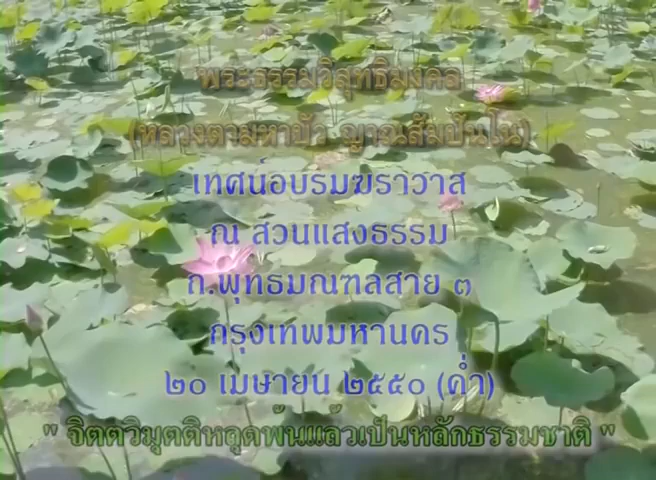 พระธรรมวิสุทธิมงคล
(หลวงตามหาบัว ญาณสัมปันโน)
เทศน์อบรมฆราวาส
ณ สวนแสงธรรม
ถ.พุทธมณฑลสาย ๓
กรุงเทพมหานคร
๒๐ เมษายน ๒๕๕๐ (ค่ำ)
" จิตตวิมุตติหลุดพ้นแล้วเป็นหลักธรรมชาติ "